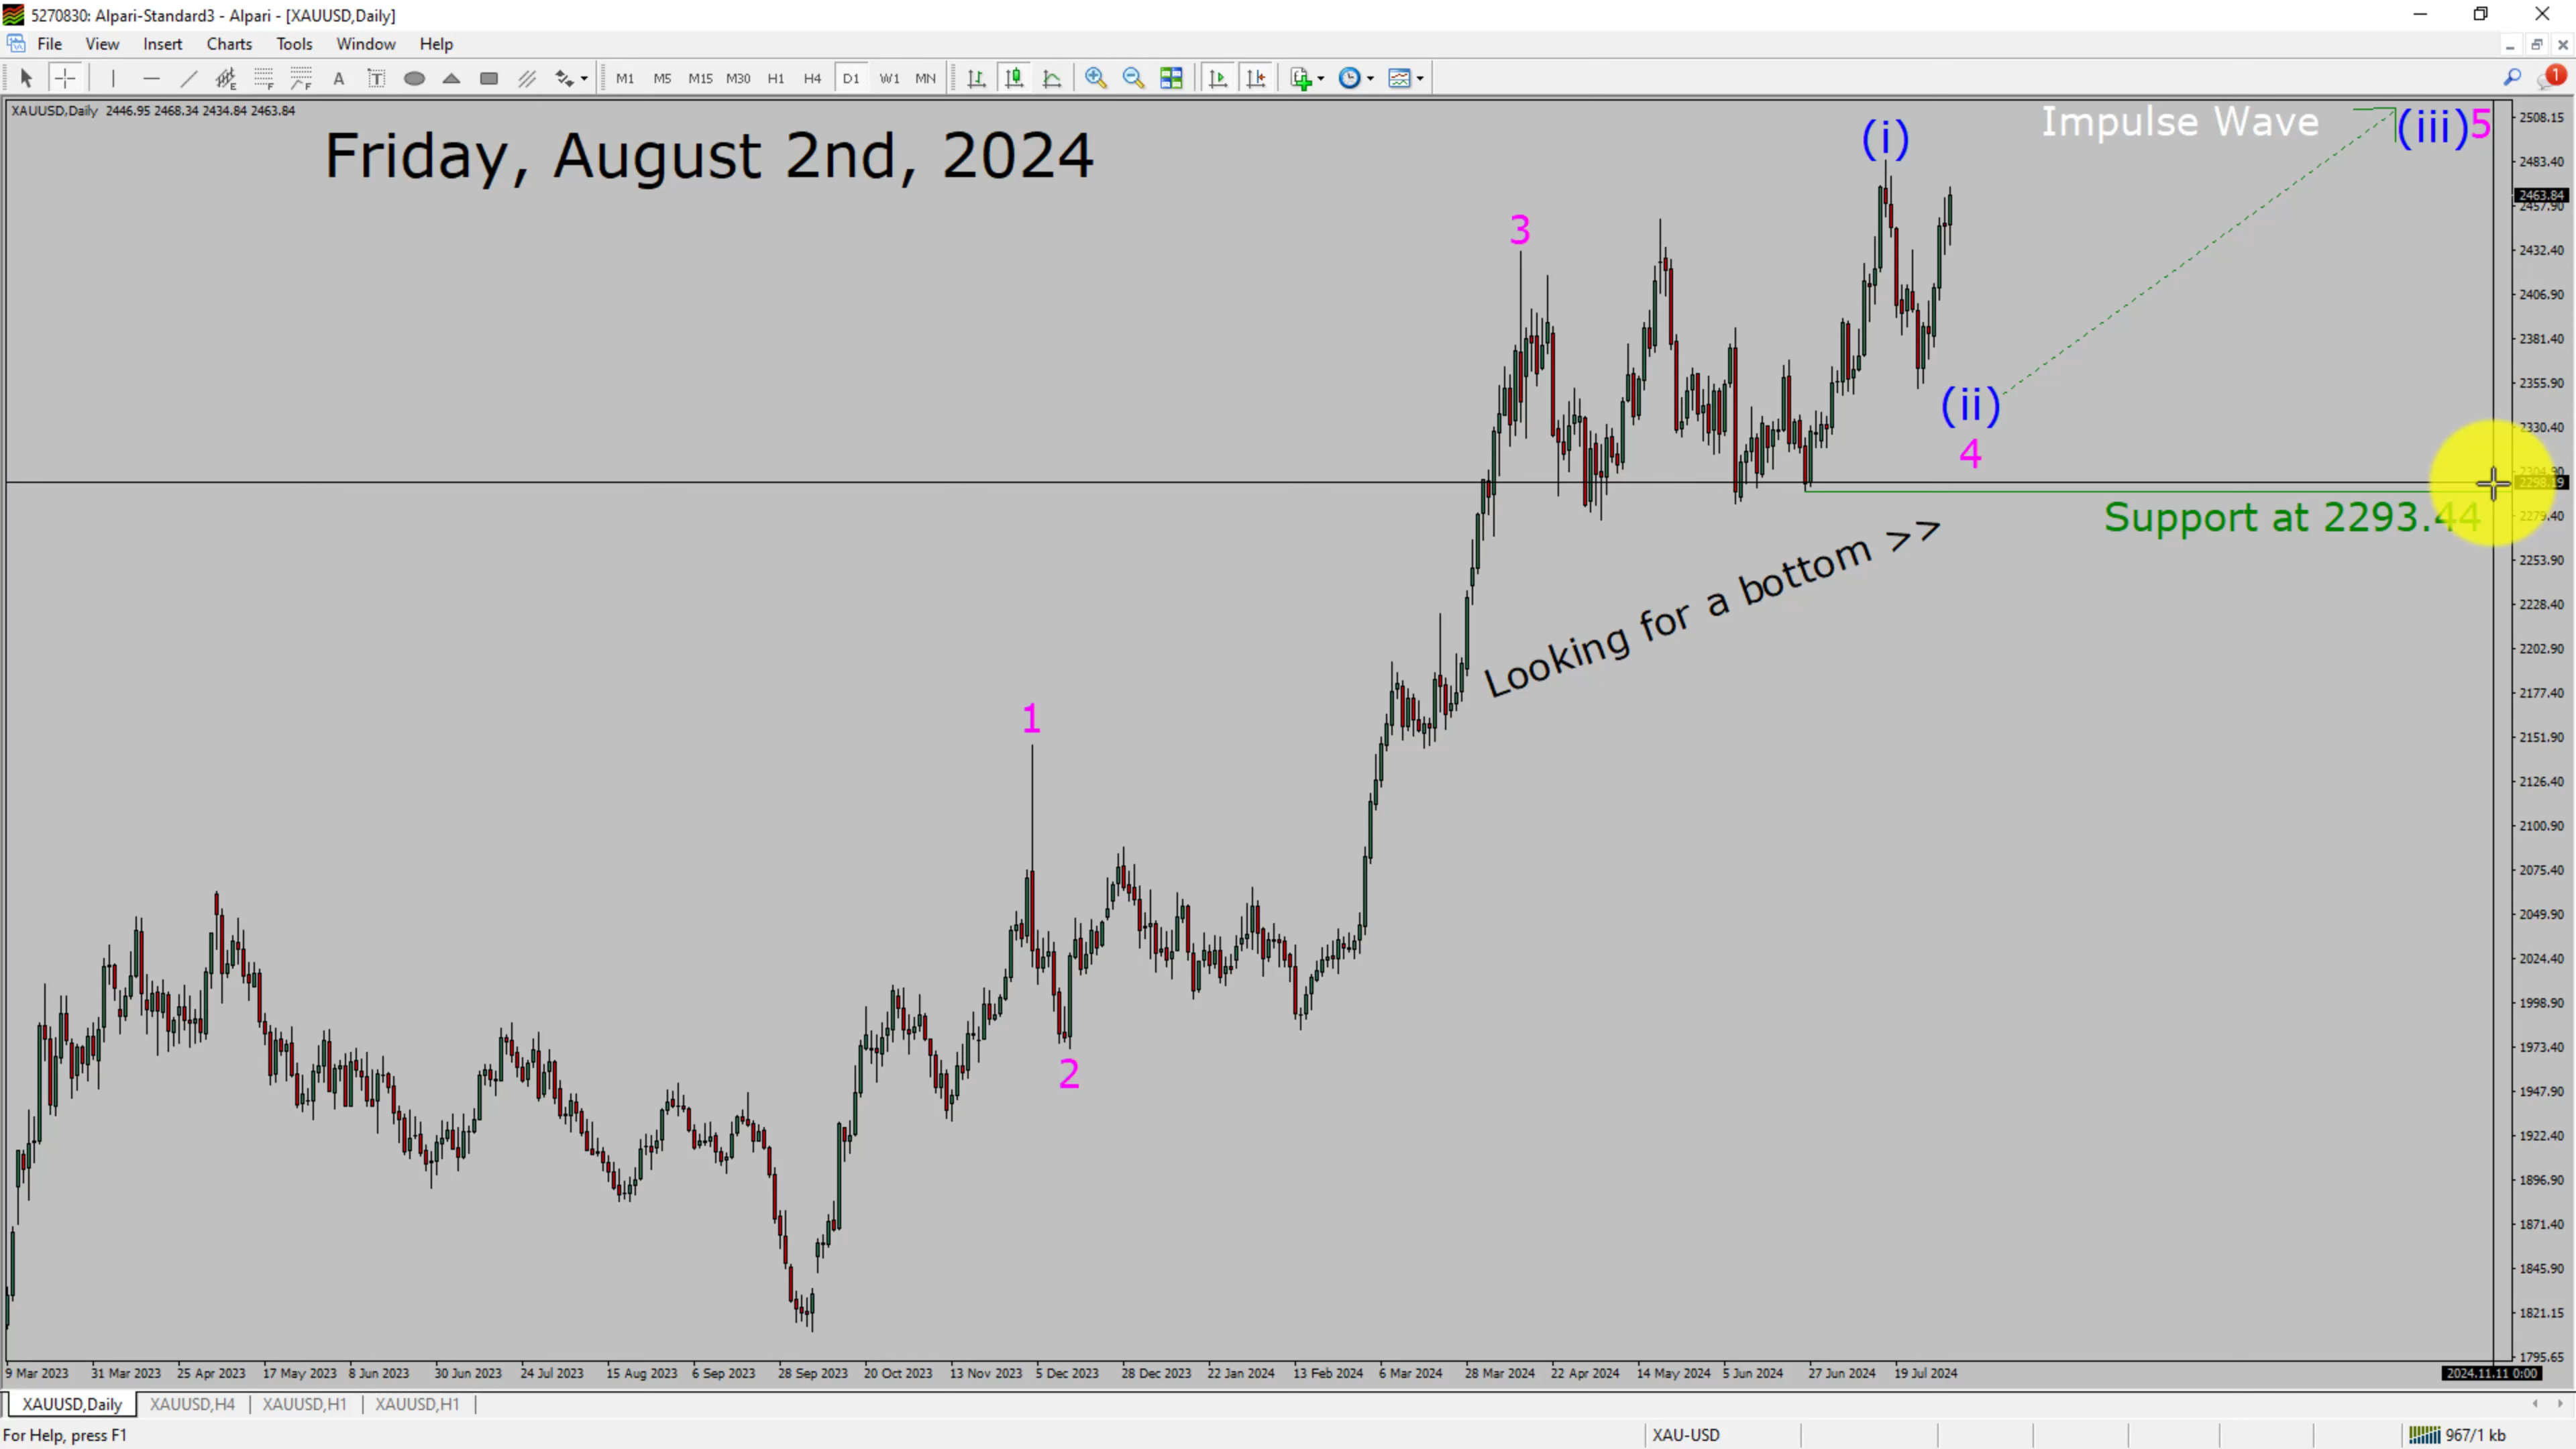 5270830: Alpari-Standard3 - Alpari - [XAUUSD,Daily]
File View Insert Charts Tools Window Help
A T E F F M1 M5 M15 M30 H1 H4 D1 W1 MN 1
XAUUSD,Daily 2446.95 2468.34 2434.84 2463.84
Friday, August 2nd, 2024
Impulse Wave
(iii)5
(i)
3
(ii)
4
Support at 2293.44
Looking for a bottom >>
1
2
2508.15
2483.40
2463.84
2457.90
2432.40
2406.90
2381.40
2355.90
2330.40
2304.90
2298.19
2279.40
2253.90
2228.40
2202.90
2177.40
2151.90
2126.40
2100.90
2075.40
2049.90
2024.40
1998.90
1973.40
1947.90
1922.40
1896.90
1871.40
1845.90
1821.15
1795.65
9 Mar 2023 31 Mar 2023 25 Apr 2023 17 May 2023 8 Jun 2023 30 Jun 2023 24 Jul 2023 15 Aug 2023 6 Sep 2023 28 Sep 2023 20 Oct 2023 13 Nov 2023 5 Dec 2023 28 Dec 2023 22 Jan 2024 13 Feb 2024 6 Mar 2024 28 Mar 2024 22 Apr 2024 14 May 2024 5 Jun 2024 27 Jun 2024 19 Jul 2024 2024.11.11 0:00
XAUUSD,Daily XAUUSD,H4 XAUUSD,H1 XAUUSD,H1
For Help, press F1 XAU-USD 967/1 kb